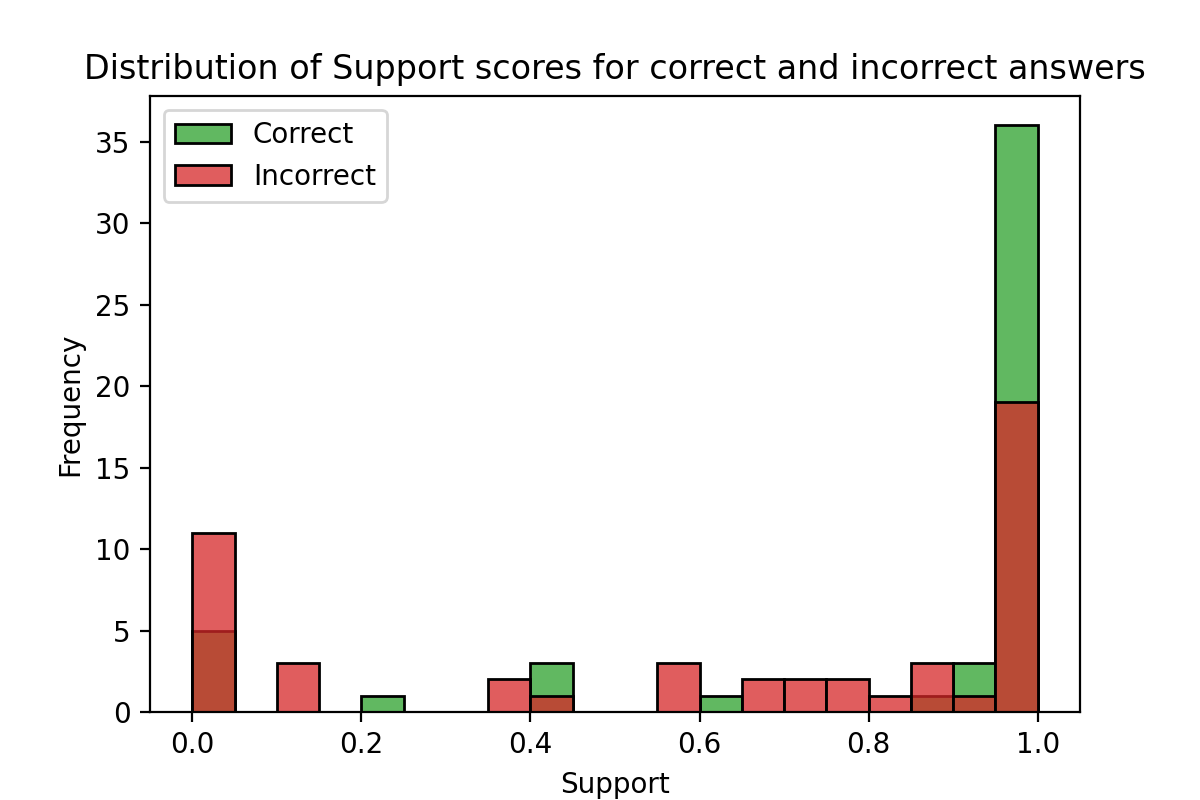 Distribution of Support scores for correct and incorrect answers
Correct
Incorrect
35
30
25
20
15
10
5
0
Frequency
0.0 0.2 0.4 0.6 0.8 1.0
Support